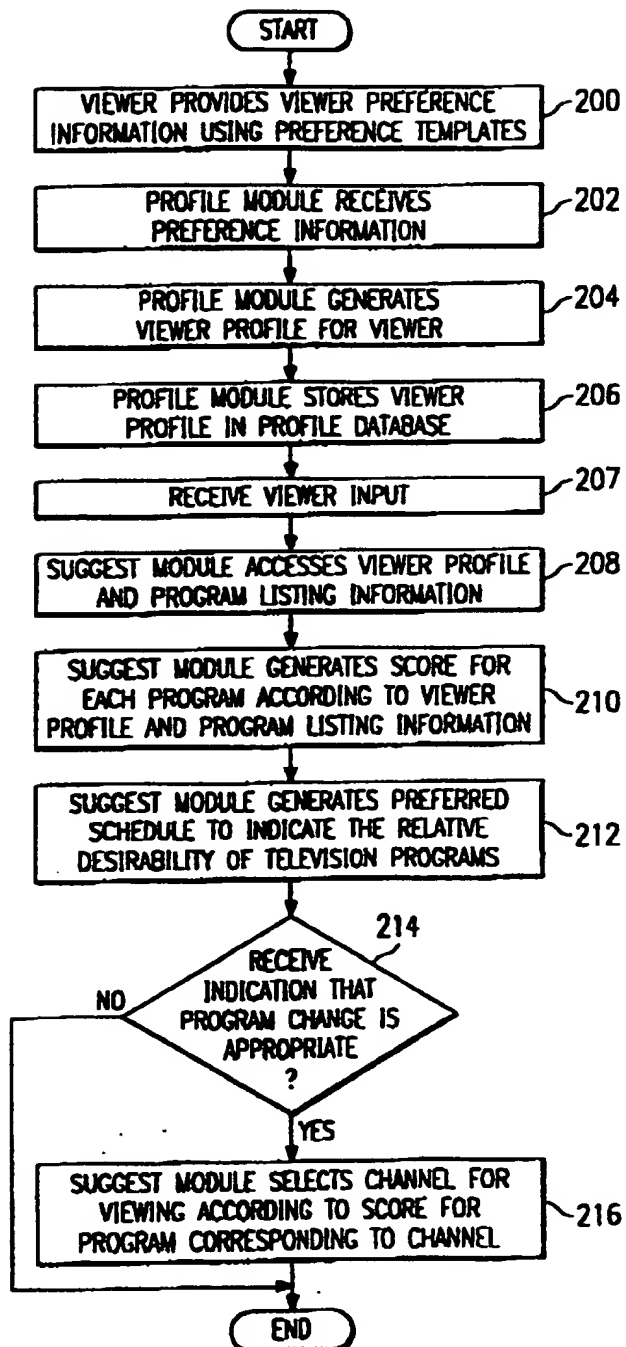 START
VIEWER PROVIDES VIEWER PREFERENCE
INFORMATION USING PREFERENCE TEMPLATES
200
PROFILE MODULE RECEIVES
PREFERENCE INFORMATION
202
PROFILE MODULE GENERATES
VIEWER PROFILE FOR VIEWER
204
PROFILE MODULE STORES VIEWER
PROFILE IN PROFILE DATABASE
206
RECEIVE VIEWER INPUT
207
SUGGEST MODULE ACCESSES VIEWER PROFILE
AND PROGRAM LISTING INFORMATION
208
SUGGEST MODULE GENERATES SCORE FOR
EACH PROGRAM ACCORDING TO VIEWER
PROFILE AND PROGRAM LISTING INFORMATION
210
SUGGEST MODULE GENERATES PREFERRED
SCHEDULE TO INDICATE THE RELATIVE
DESIRABILITY OF TELEVISION PROGRAMS
212
214
RECEIVE
INDICATION THAT
PROGRAM CHANGE IS
APPROPRIATE
?
NO
YES
SUGGEST MODULE SELECTS CHANNEL FOR
VIEWING ACCORDING TO SCORE FOR
PROGRAM CORRESPONDING TO CHANNEL
216
END